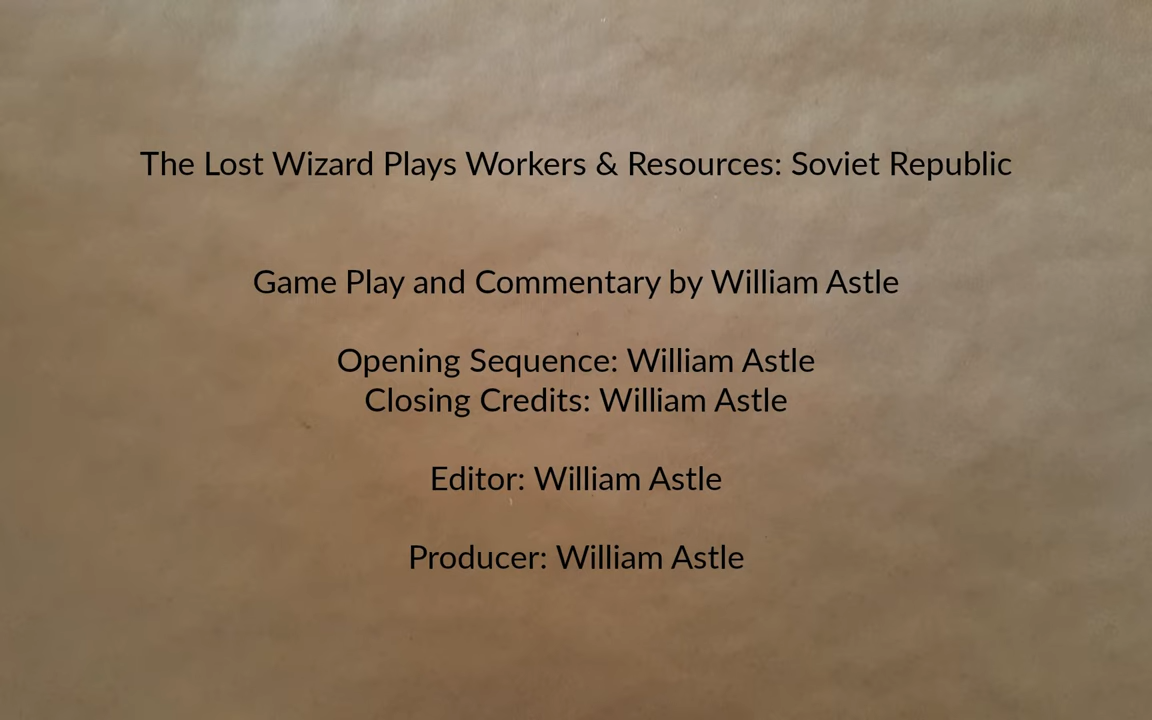 The Lost Wizard Plays Workers & Resources: Soviet Republic
Game Play and Commentary by William Astle
Opening Sequence: William Astle
Closing Credits: William Astle
Editor: William Astle
Producer: William Astle